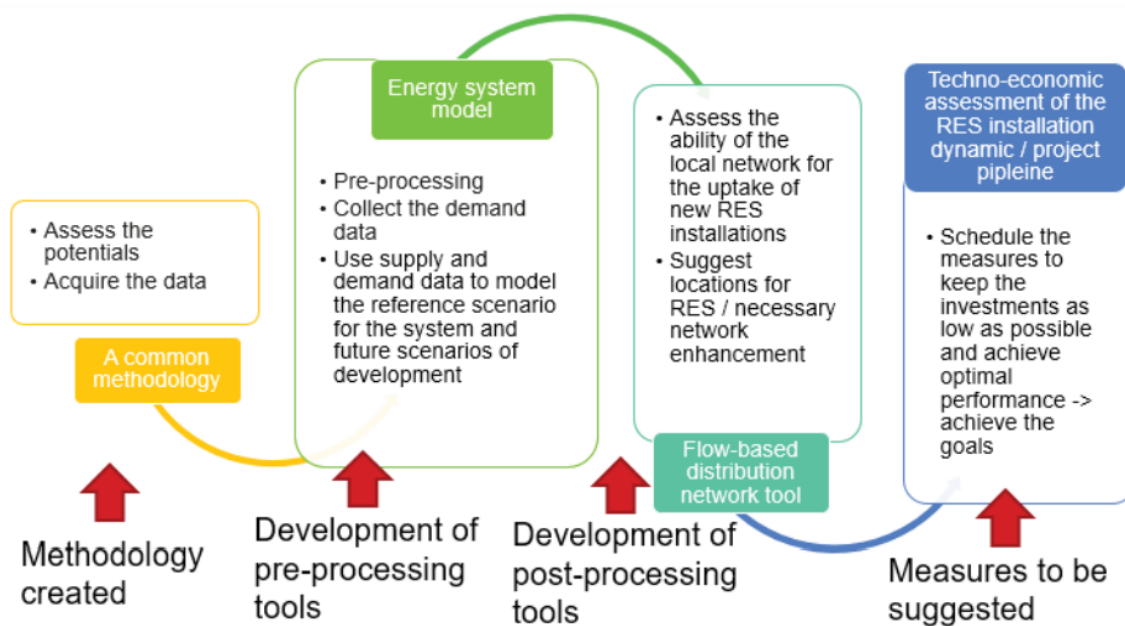 • Assess the
potentials
• Acquire the data
A common
methodology
Energy system
model
• Pre-processing
• Collect the demand
data
• Use supply and
demand data to model
the reference scenario
for the system and
future scenarios of
development
• Assess the
ability of the
local network for
the uptake of
new RES
installations
• Suggest
locations for
RES / necessary
network
enhancement
Flow-based
distribution
network tool
Techno-economic
assessment of the
RES installation
dynamic / project
pipleine
• Schedule the
measures to
keep the
investments as
low as possible
and achieve
optimal
performance ->
achieve the
goals
Methodology
created
Development of
pre-processing
tools
Development of
post-processing
tools
Measures to be
suggested